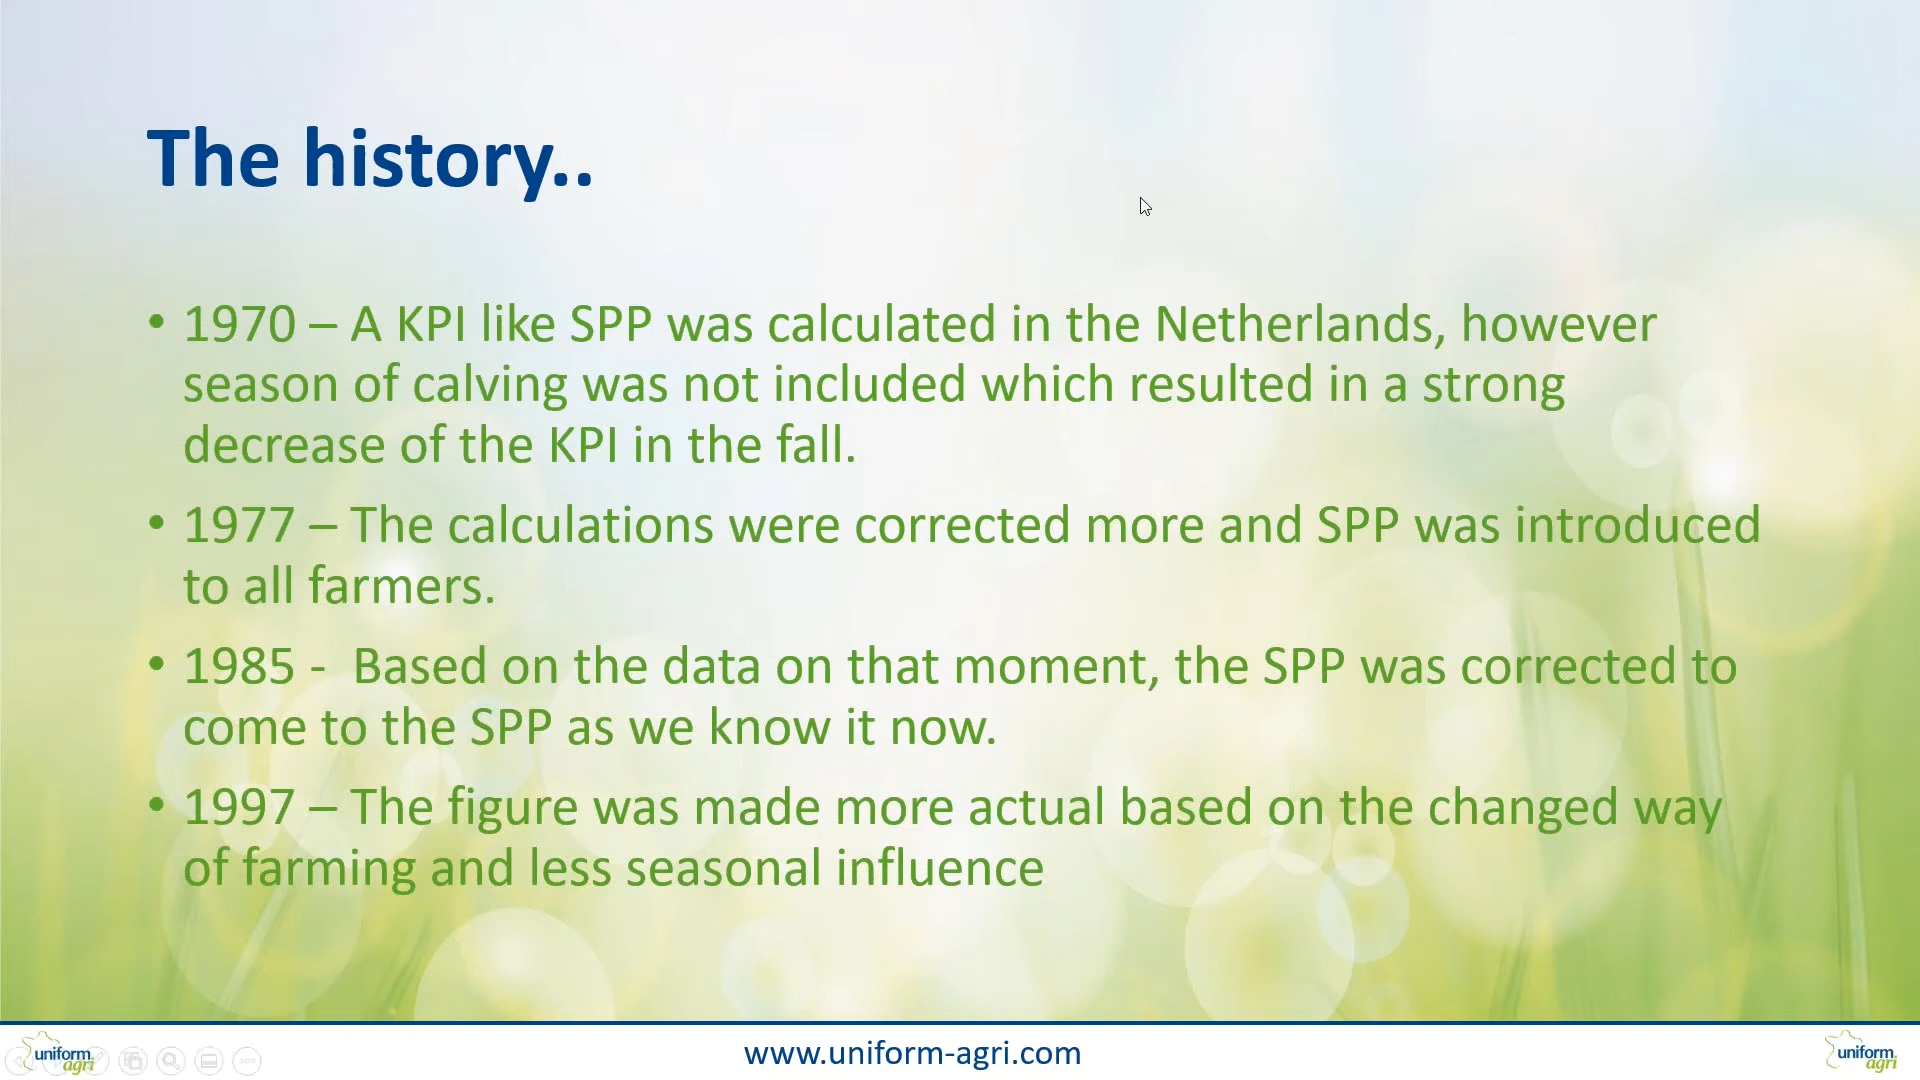 The history..
• 1970 – A KPI like SPP was calculated in the Netherlands, however
season of calving was not included which resulted in a strong
decrease of the KPI in the fall.
• 1977 – The calculations were corrected more and SPP was introduced
to all farmers.
• 1985 -  Based on the data on that moment, the SPP was corrected to
come to the SPP as we know it now.
• 1997 – The figure was made more actual based on the changed way
of farming and less seasonal influence
uniform
agri
www.uniform-agri.com
uniform
agri